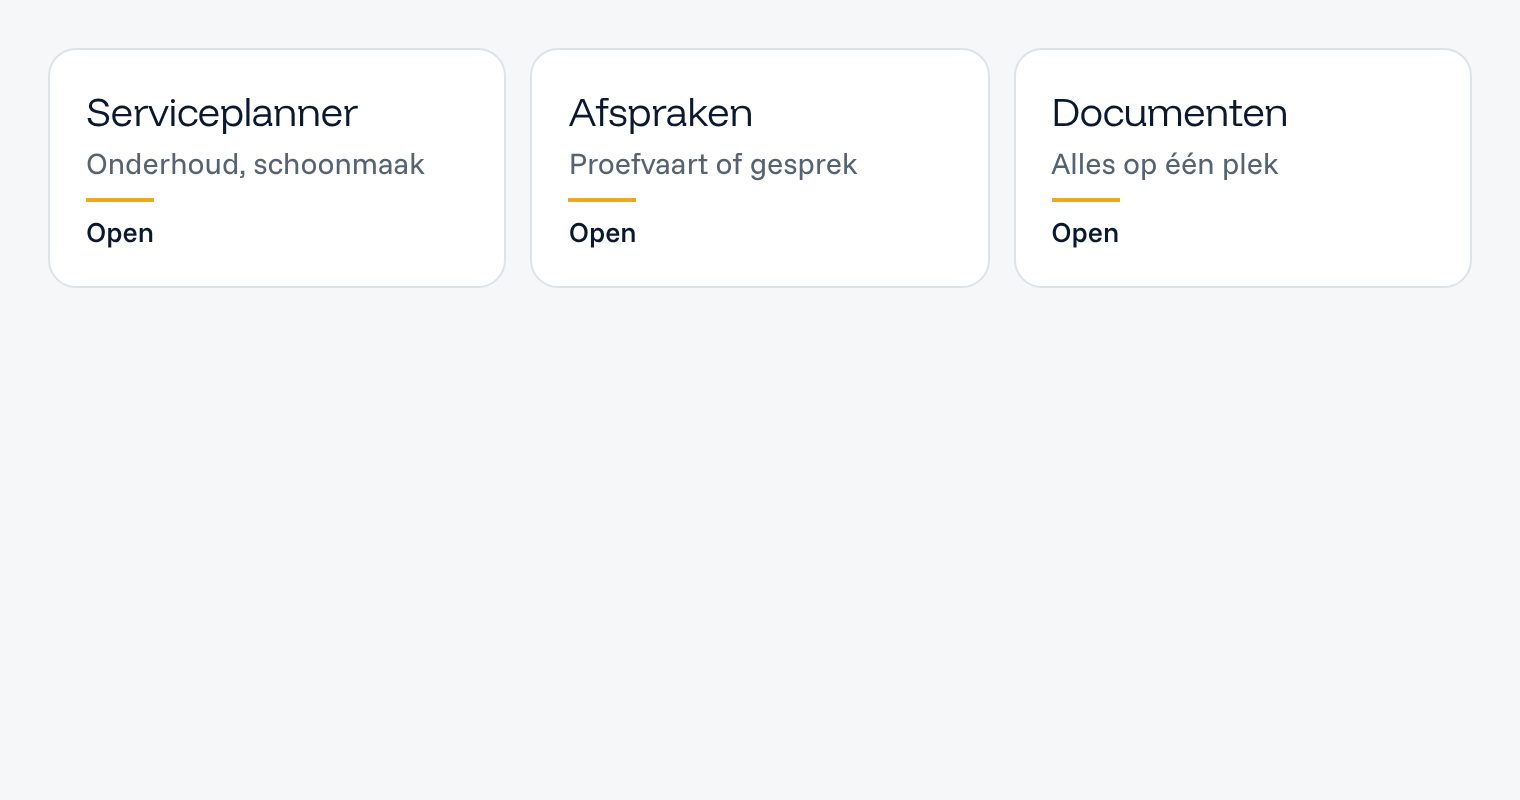 Serviceplanner
Onderhoud, schoonmaak
Open
Afspraken
Proefvaart of gesprek
Open
Documenten
Alles op één plek
Open